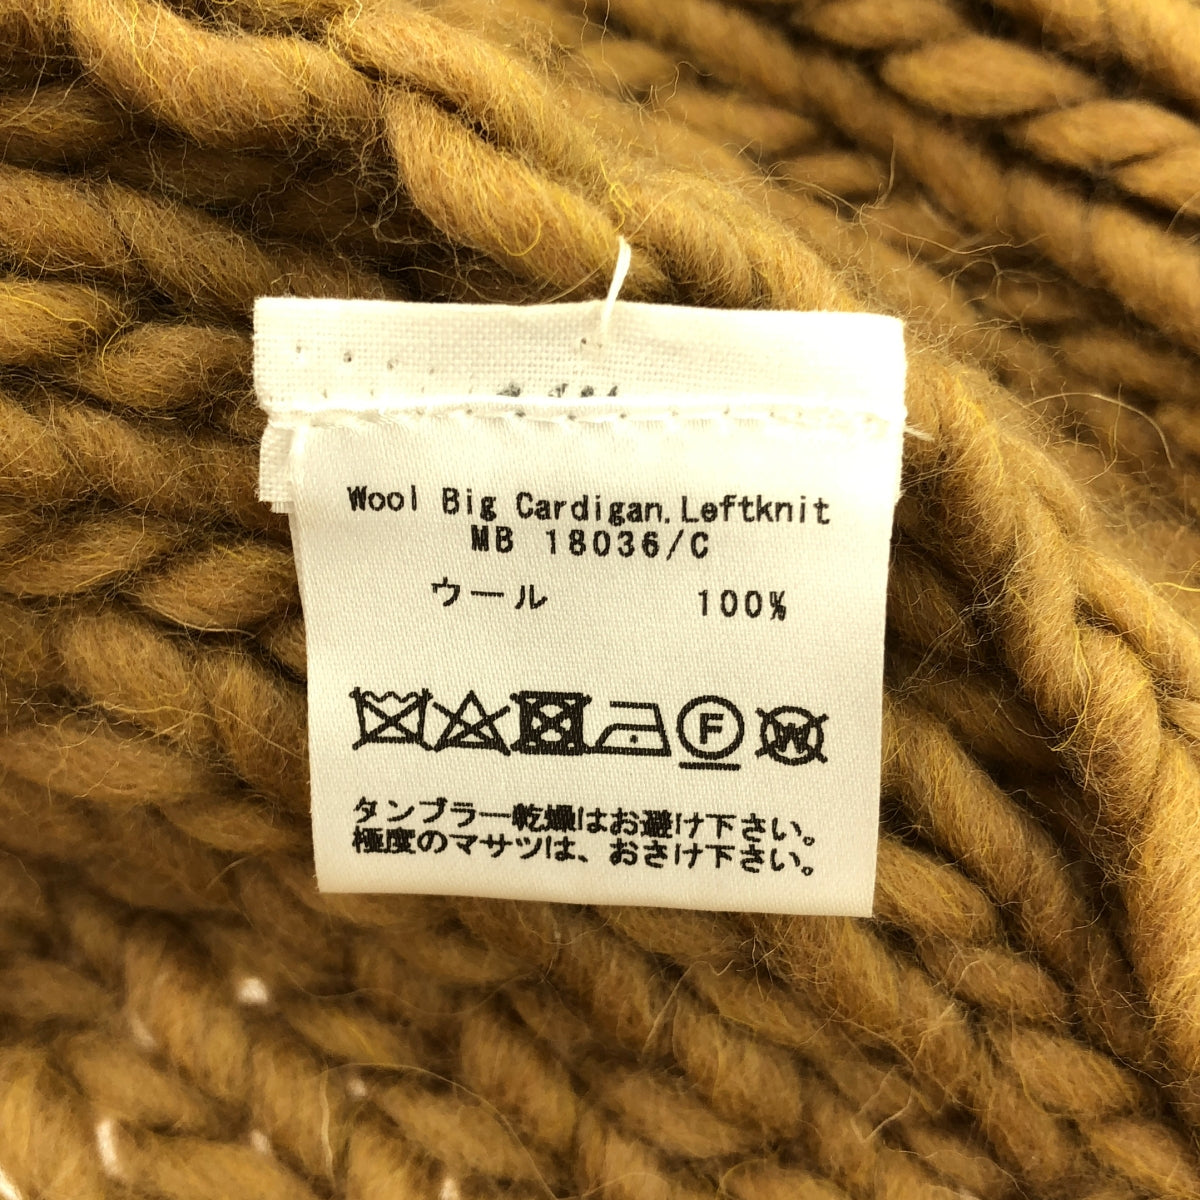 Wool Big Cardigan.Leftknit
MB 18036/C
ウール 100%
F W
タンブラー乾燥はお避け下さい。
極度のマサツは、おさけ下さい。